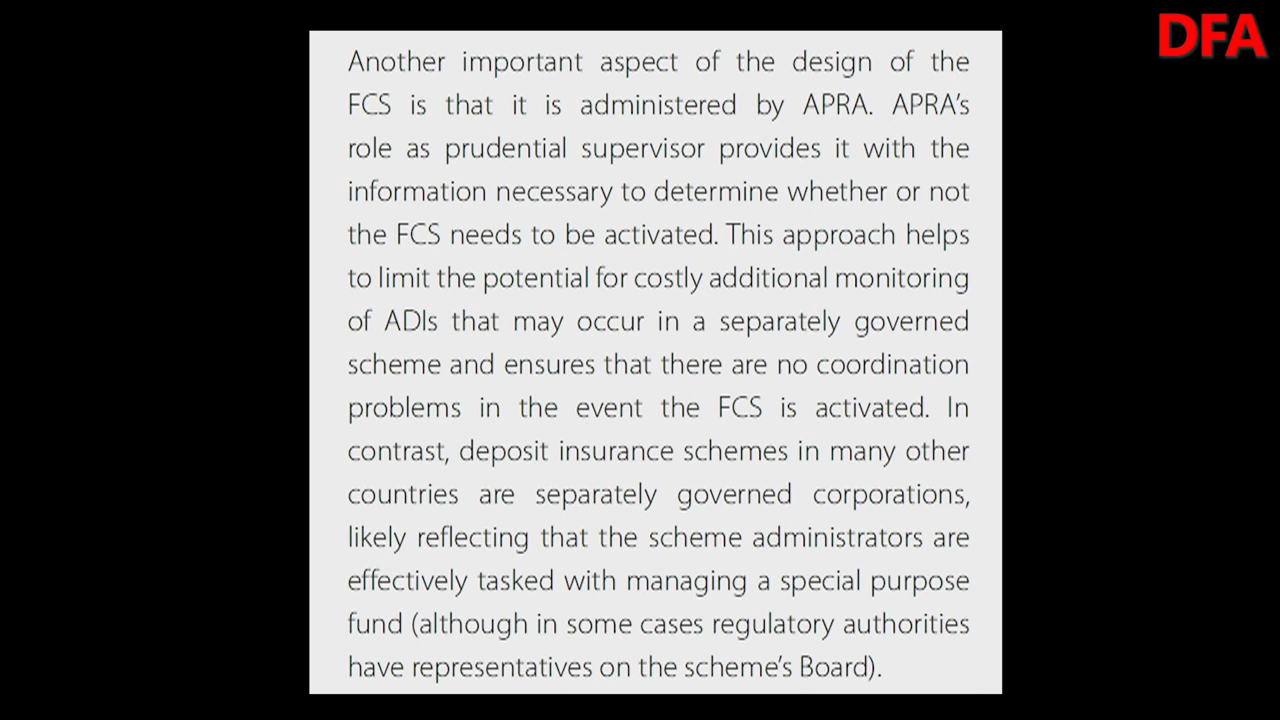 DFA
Another important aspect of the design of the
FCS is that it is administered by APRA. APRA’s
role as prudential supervisor provides it with the
information necessary to determine whether or not
the FCS needs to be activated. This approach helps
to limit the potential for costly additional monitoring
of ADIs that may occur in a separately governed
scheme and ensures that there are no coordination
problems in the event the FCS is activated. In
contrast, deposit insurance schemes in many other
countries are separately governed corporations,
likely reflecting that the scheme administrators are
effectively tasked with managing a special purpose
fund (although in some cases regulatory authorities
have representatives on the scheme’s Board).